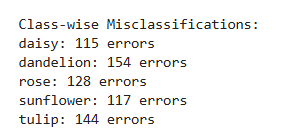 Class-wise Misclassifications:
daisy: 115 errors
dandelion: 154 errors
rose: 128 errors
sunflower: 117 errors
tulip: 144 errors